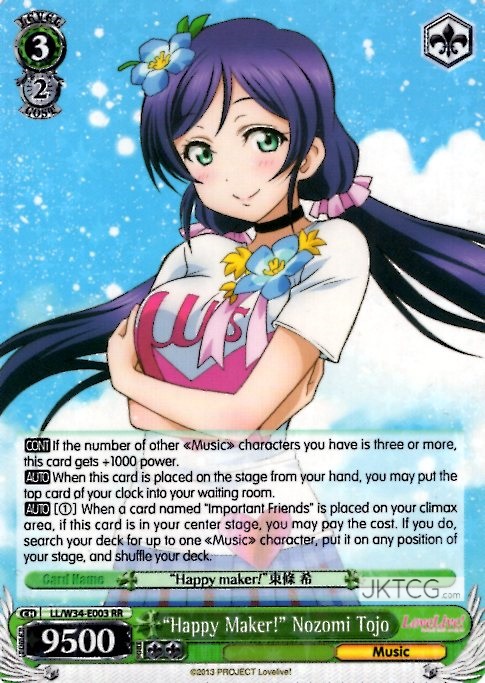 LEVEL
3
2
COST
μ's
CONT If the number of other «Music» characters you have is three or more,
this card gets +1000 power.
AUTO When this card is placed on the stage from your hand, you may put the
top card of your clock into your waiting room.
AUTO [①] When a card named "Important Friends" is placed on your climax
area, if this card is in your center stage, you may pay the cost. If you do,
search your deck for up to one «Music» character, put it on any position
of your stage, and shuffle your deck.
Card Name "Happy maker!"東條 希
JKTCG.com
LL/W34-E003 RR
"Happy Maker!" Nozomi Tojo
LoveLive!
POWER 9500
Music
©2013 PROJECT Lovelive!